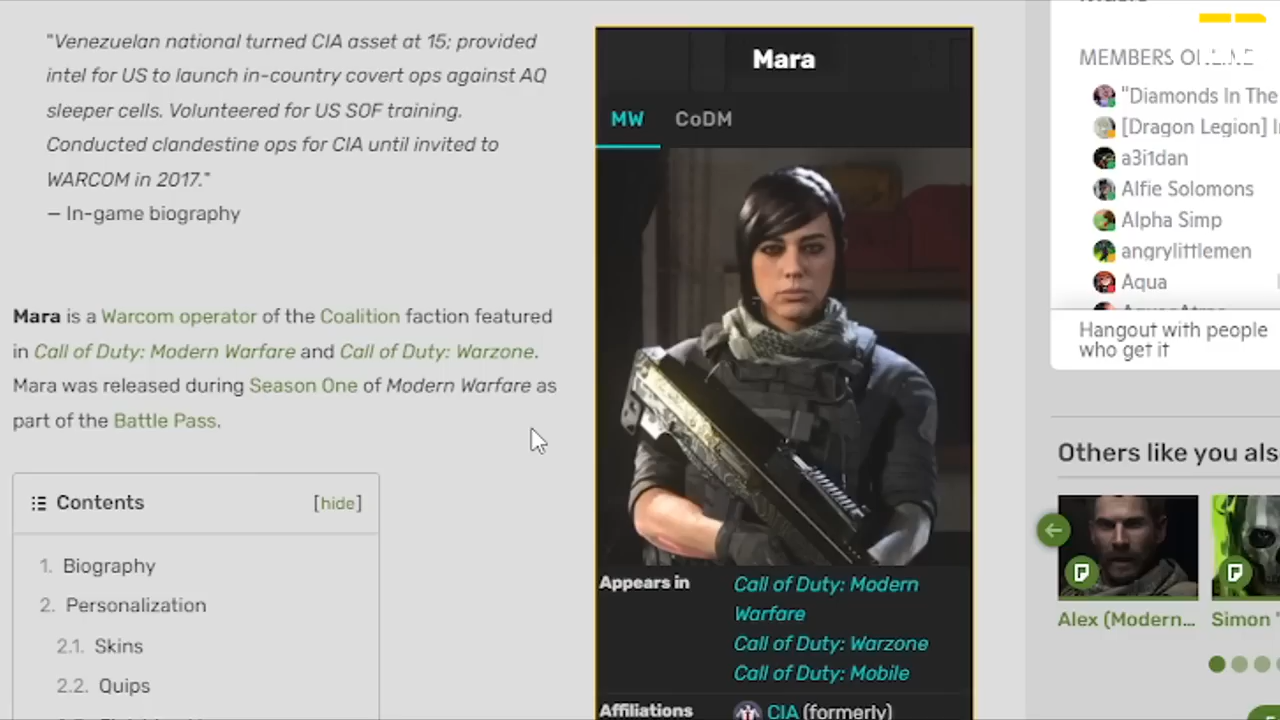 "Venezuelan national turned CIA asset at 15; provided
intel for US to launch in-country covert ops against AQ
sleeper cells. Volunteered for US SOF training.
Conducted clandestine ops for CIA until invited to
WARCOM in 2017."
— In-game biography
Mara is a Warcom operator of the Coalition faction featured
in Call of Duty: Modern Warfare and Call of Duty: Warzone.
Mara was released during Season One of Modern Warfare as
part of the Battle Pass.
Contents [hide]
1. Biography
2. Personalization
2.1. Skins
2.2. Quips
Mara
MW CoDM
Appears in
Call of Duty: Modern
Warfare
Call of Duty: Warzone
Call of Duty: Mobile
Affiliations
CIA (formerly)
MEMBERS ONLINE
"Diamonds In The
[Dragon Legion]
a3i1dan
Alfie Solomons
Alpha Simp
angrylittlemen
Aqua
Hangout with people
who get it
Others like you als
Alex (Modern...
Simon "